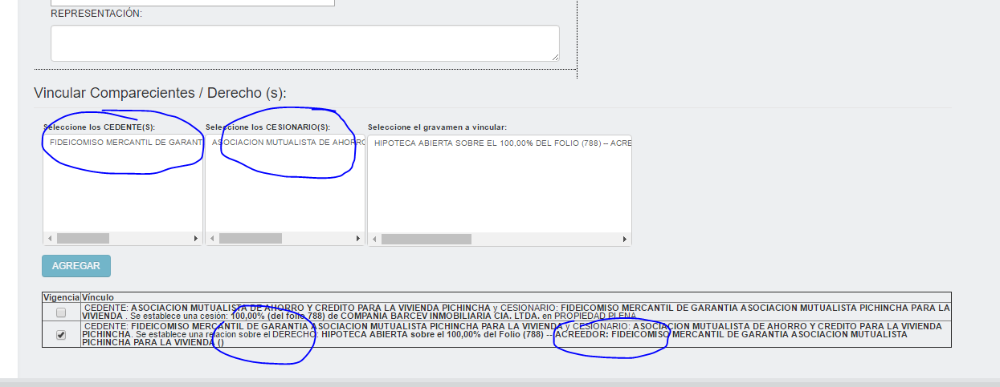 REPRESENTACIÓN:
Vincular Comparecientes / Derecho (s):
Seleccione los CEDENTE(S): Seleccione los CESIONARIO(S): Seleccione el gravamen a vincular:
FIDEICOMISO MERCANTIL DE GARANT ASOCIACION MUTUALISTA DE AHORRO HIPOTECA ABIERTA SOBRE EL 100,00% DEL FOLIO (788) -- ACRE
AGREGAR
Vigencia Vínculo
CEDENTE: ASOCIACION MUTUALISTA DE AHORRO Y CREDITO PARA LA VIVIENDA PICHINCHA y CESIONARIO: FIDEICOMISO MERCANTIL DE GARANTIA ASOCIACION MUTUALISTA PICHINCHA PARA LA
VIVIENDA . Se establece una cesión: 100,00% (del folio 788) de COMPAÑIA BARCEV INMOBILIARIA CIA. LTDA. en PROPIEDAD PLENA
CEDENTE: FIDEICOMISO MERCANTIL DE GARANTIA ASOCIACION MUTUALISTA PICHINCHA PARA LA VIVIENDA y CESIONARIO: ASOCIACION MUTUALISTA DE AHORRO Y CREDITO PARA LA VIVIENDA
PICHINCHA. Se establece una relacion sobre el DERECHO: HIPOTECA ABIERTA sobre el 100,00% del Folio (788) -- ACREEDOR: FIDEICOMISO MERCANTIL DE GARANTIA ASOCIACION MUTUALISTA
PICHINCHA PARA LA VIVIENDA ()